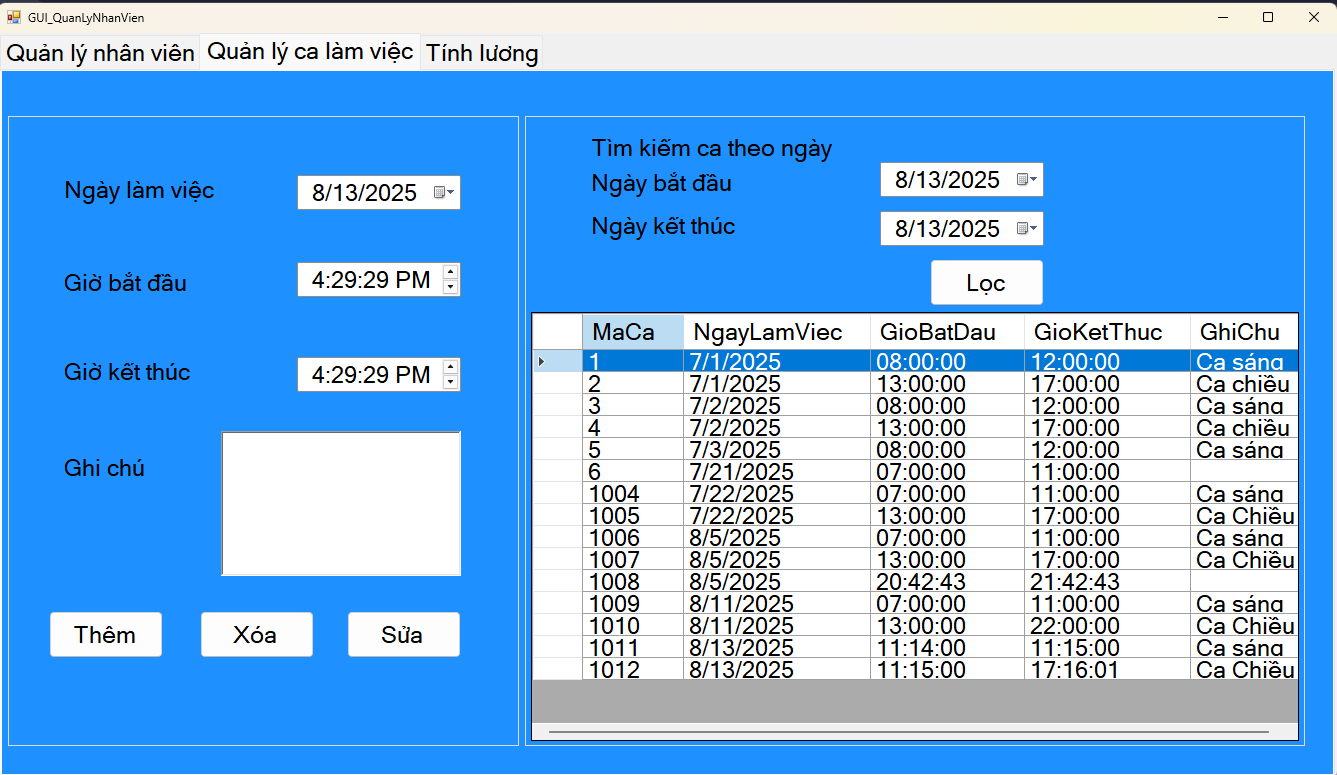 GUI_QuanLyNhanVien
Quản lý nhân viên Quản lý ca làm việc Tính lương
Ngày làm việc 8/13/2025
Giờ bắt đầu 4:29:29 PM
Giờ kết thúc 4:29:29 PM
Ghi chú
Thêm Xóa Sửa
Tìm kiếm ca theo ngày
Ngày bắt đầu 8/13/2025
Ngày kết thúc 8/13/2025
Lọc
MaCa NgayLamViec GioBatDau GioKetThuc GhiChu
1 7/1/2025 08:00:00 12:00:00 Ca sáng
2 7/1/2025 13:00:00 17:00:00 Ca chiều
3 7/2/2025 08:00:00 12:00:00 Ca sáng
4 7/2/2025 13:00:00 17:00:00 Ca chiều
5 7/3/2025 08:00:00 12:00:00 Ca sáng
6 7/21/2025 07:00:00 11:00:00
1004 7/22/2025 07:00:00 11:00:00 Ca sáng
1005 7/22/2025 13:00:00 17:00:00 Ca Chiều
1006 8/5/2025 07:00:00 11:00:00 Ca sáng
1007 8/5/2025 13:00:00 17:00:00 Ca Chiều
1008 8/5/2025 20:42:43 21:42:43
1009 8/11/2025 07:00:00 11:00:00 Ca sáng
1010 8/11/2025 13:00:00 22:00:00 Ca Chiều
1011 8/13/2025 11:14:00 11:15:00 Ca sáng
1012 8/13/2025 11:15:00 17:16:01 Ca Chiều